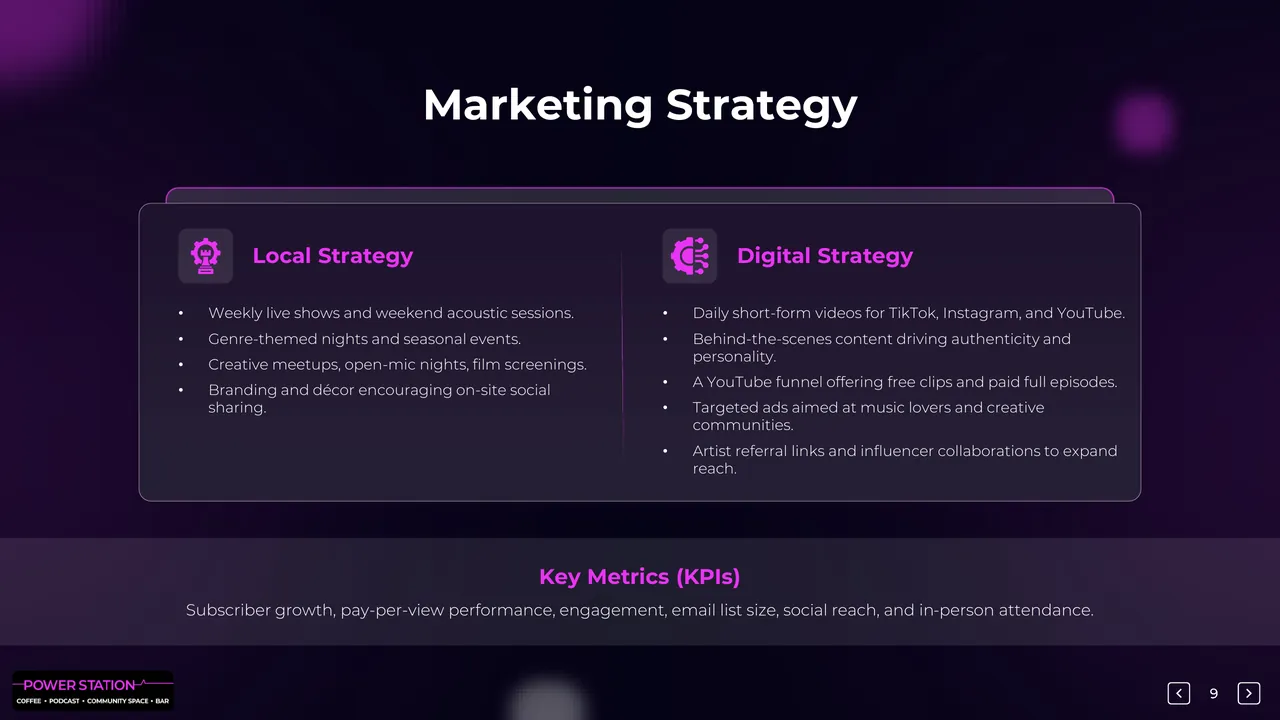 Marketing Strategy
Local Strategy
• Weekly live shows and weekend acoustic sessions.
• Genre-themed nights and seasonal events.
• Creative meetups, open-mic nights, film screenings.
• Branding and décor encouraging on-site social
sharing.
Digital Strategy
• Daily short-form videos for TikTok, Instagram, and YouTube.
• Behind-the-scenes content driving authenticity and
personality.
• A YouTube funnel offering free clips and paid full episodes.
• Targeted ads aimed at music lovers and creative
communities.
• Artist referral links and influencer collaborations to expand
reach.
Key Metrics (KPIs)
Subscriber growth, pay-per-view performance, engagement, email list size, social reach, and in-person attendance.
POWER STATION
COFFEE • PODCAST • COMMUNITY SPACE • BAR
9